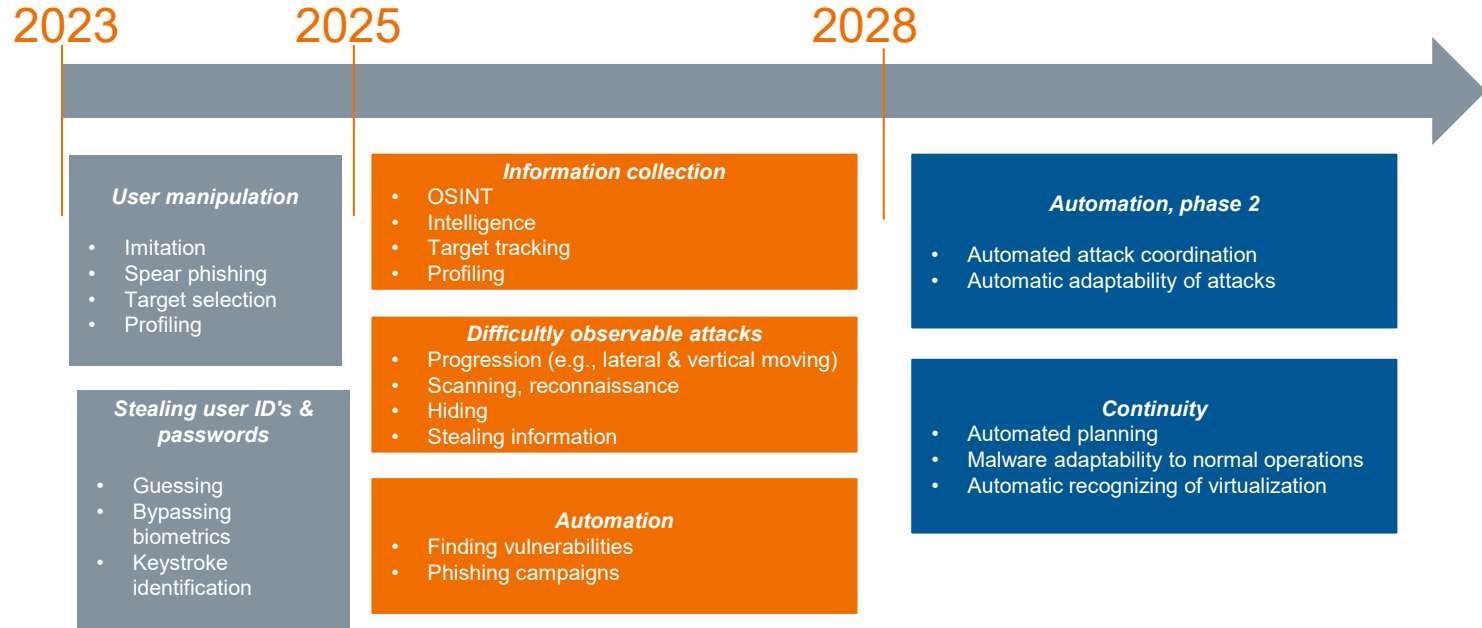 2023
2025
2028
User manipulation
• Imitation
• Spear phishing
• Target selection
• Profiling
Stealing user ID's &
passwords
• Guessing
• Bypassing
biometrics
• Keystroke
identification
Information collection
• OSINT
• Intelligence
• Target tracking
• Profiling
Difficultly observable attacks
• Progression (e.g., lateral & vertical moving)
• Scanning, reconnaissance
• Hiding
• Stealing information
Automation
• Finding vulnerabilities
• Phishing campaigns
Automation, phase 2
• Automated attack coordination
• Automatic adaptability of attacks
Continuity
• Automated planning
• Malware adaptability to normal operations
• Automatic recognizing of virtualization